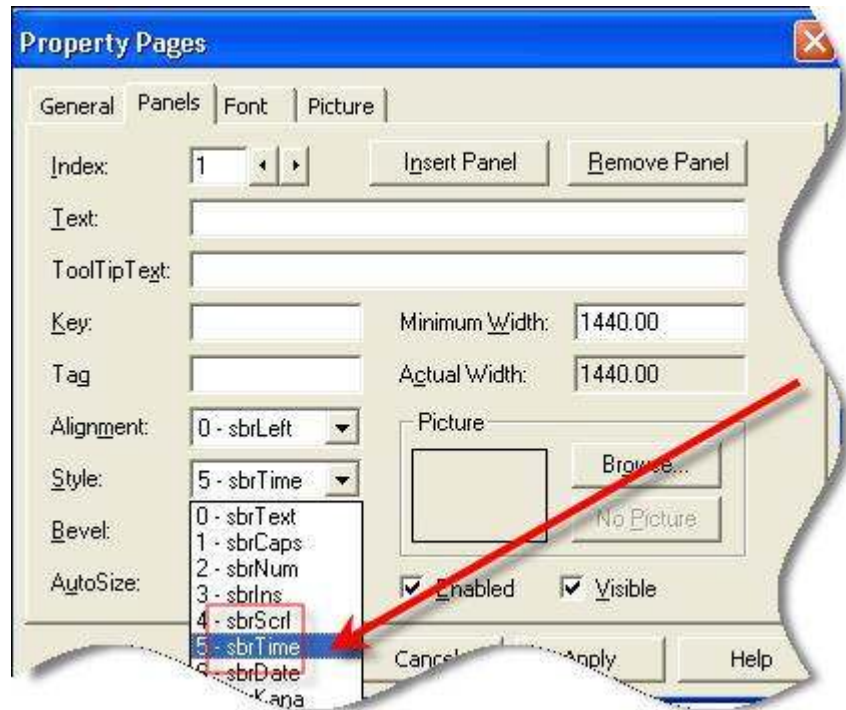 Property Pages
General Panels Font Picture
Index: 1 Insert Panel Remove Panel
Text:
ToolTipText:
Key: Minimum Width: 1440.00
Tag Actual Width: 1440.00
Alignment: 0 - sbrLeft Picture
Style: 5 - sbrTime Browse...
Bevel: No Picture
0 - sbrText
1 - sbrCaps
2 - sbrNum
AutoSize: Enabled Visible
3 - sbrIns
4 - sbrScrl
5 - sbrTime
6 - sbrDate
Kana
Cancel Apply Help